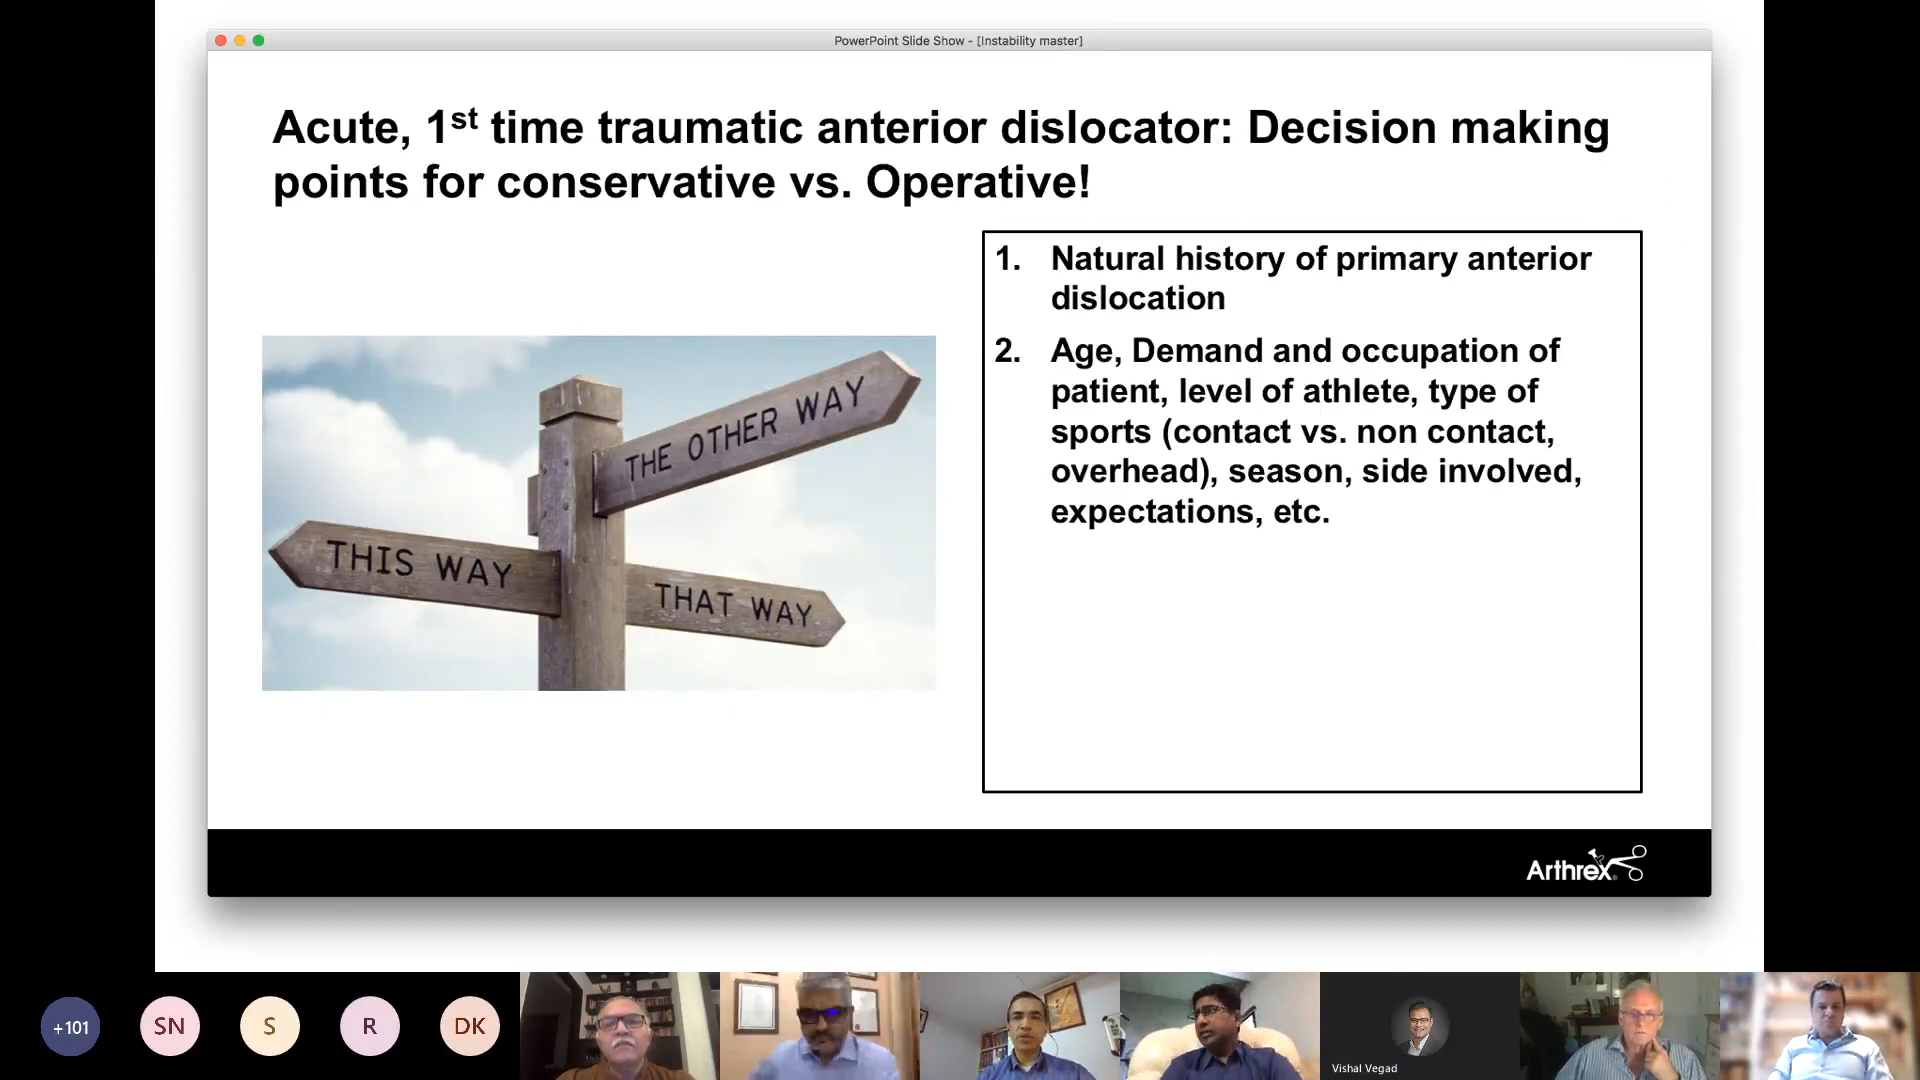 PowerPoint Slide Show - [Instability master]
Acute, 1st time traumatic anterior dislocator: Decision making
points for conservative vs. Operative!
1. Natural history of primary anterior
dislocation
2. Age, Demand and occupation of
patient, level of athlete, type of
sports (contact vs. non contact,
overhead), season, side involved,
expectations, etc.
THE OTHER WAY
THIS WAY
THAT WAY
Arthrex
+101
SN
S
R
DK
Vishal Vegad